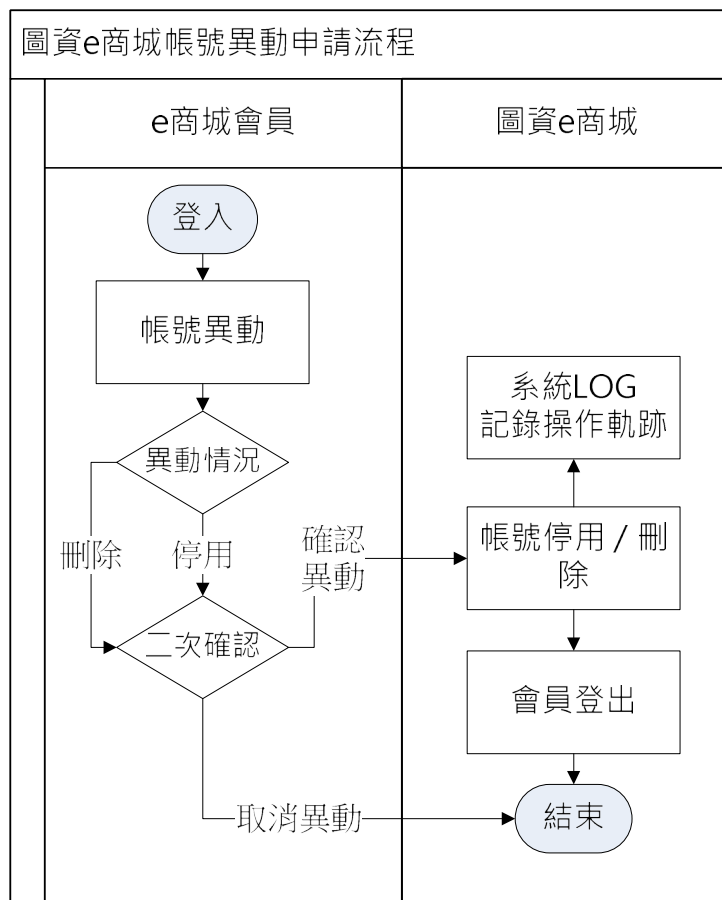 圖資e商城帳號異動申請流程
e商城會員
圖資e商城
登入
帳號異動
異動情況
刪除
停用
二次確認
確認
異動
取消異動
系統LOG
記錄操作軌跡
帳號停用 / 刪
除
會員登出
結束